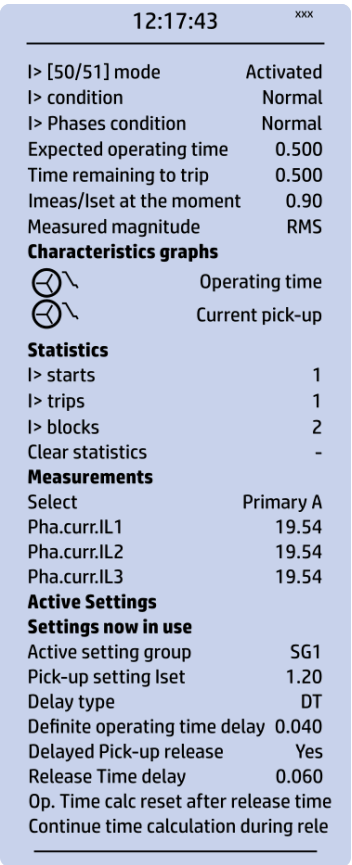 12:17:43 xxx
I> [50/51] mode Activated
I> condition Normal
I> Phases condition Normal
Expected operating time 0.500
Time remaining to trip 0.500
Imeas/Iset at the moment 0.90
Measured magnitude RMS
Characteristics graphs
Operating time
Current pick-up
Statistics
I> starts 1
I> trips 1
I> blocks 2
Clear statistics -
Measurements
Select Primary A
Pha.curr.IL1 19.54
Pha.curr.IL2 19.54
Pha.curr.IL3 19.54
Active Settings
Settings now in use
Active setting group SG1
Pick-up setting Iset 1.20
Delay type DT
Definite operating time delay 0.040
Delayed Pick-up release Yes
Release Time delay 0.060
Op. Time calc reset after release time
Continue time calculation during rele